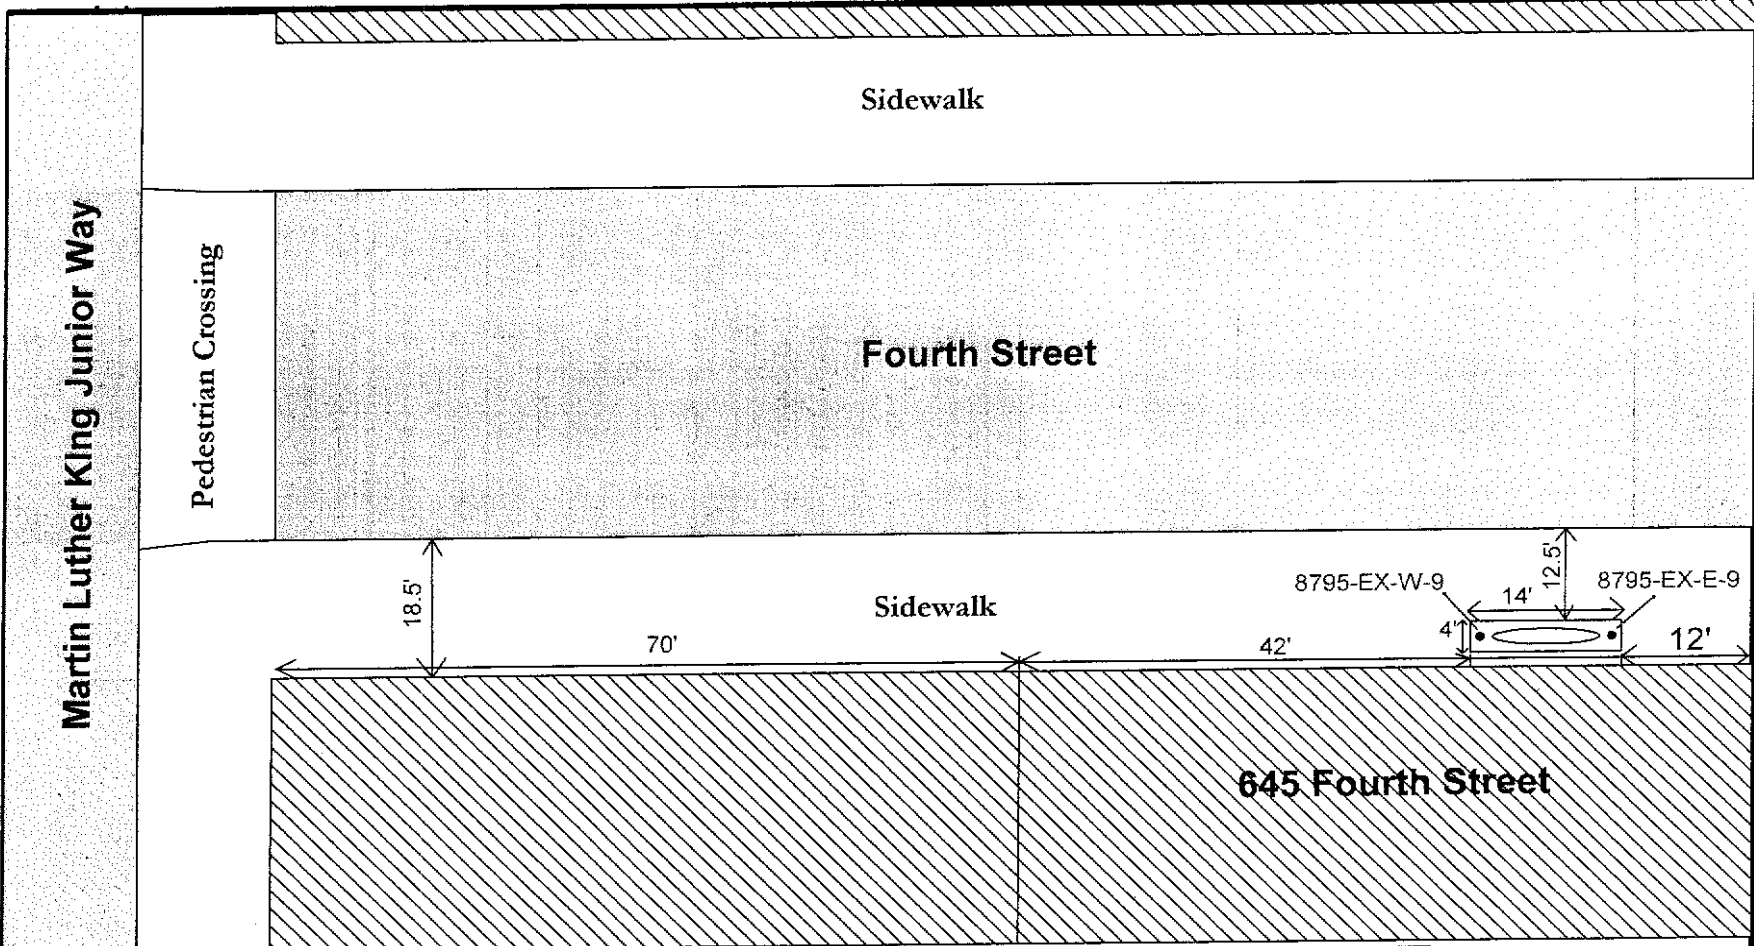 Sidewalk
Martin Luther KIng Junior Way
Pedestrian Crossing
Fourth Street
18.5'
Sidewalk
12.5'
8795-EX-W-9
8795-EX-E-9
14'
4'
70'
42'
12'
645 Fourth Street